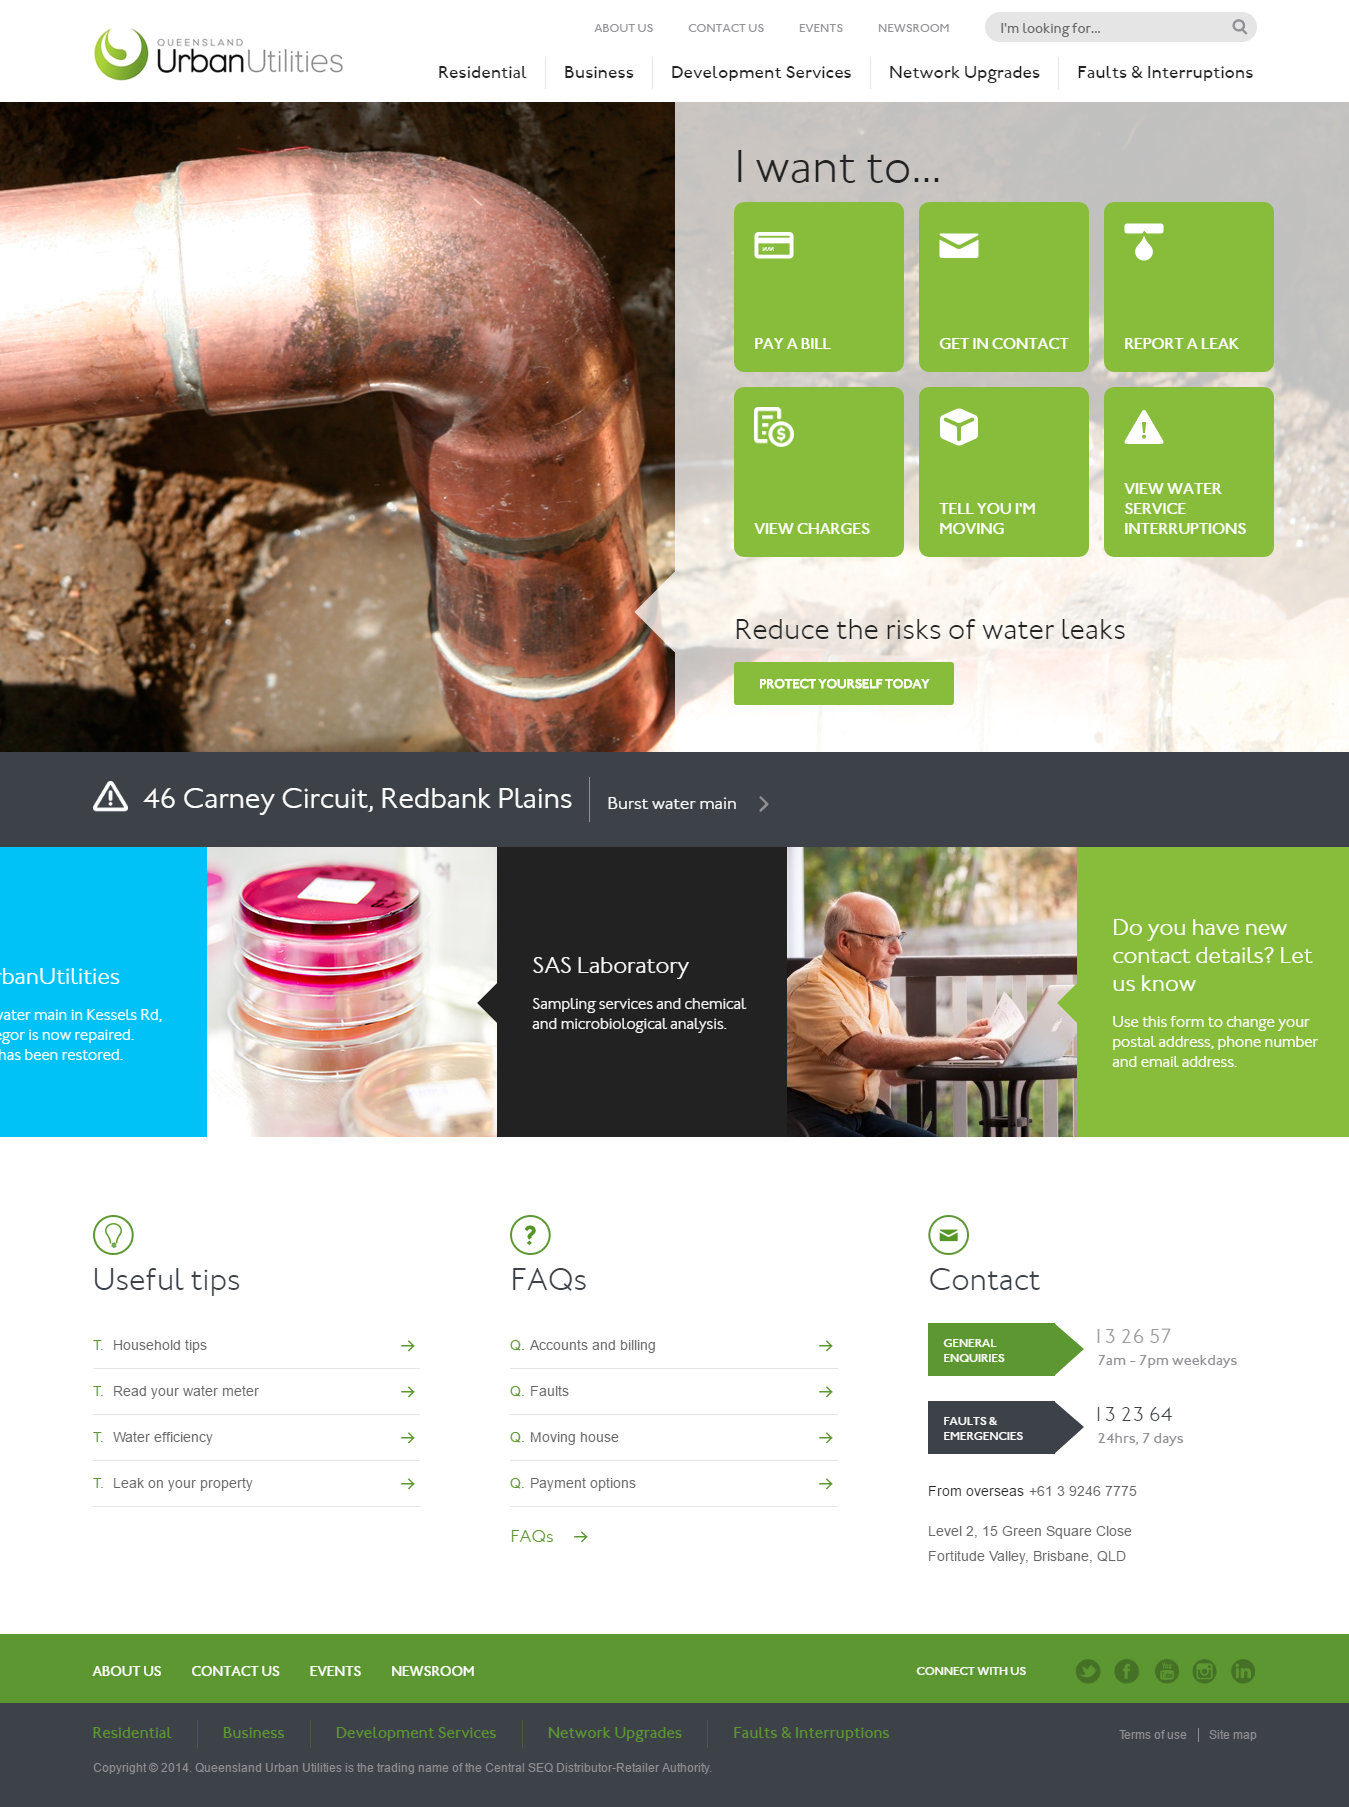 ABOUT US CONTACT US EVENTS NEWSROOM I'm looking for...
QUEENSLAND
UrbanUtilities
Residential Business Development Services Network Upgrades Faults & Interruptions
I want to...
PAY A BILL
GET IN CONTACT
REPORT A LEAK
VIEW CHARGES
TELL YOU I'M
MOVING
VIEW WATER
SERVICE
INTERRUPTIONS
Reduce the risks of water leaks
PROTECT YOURSELF TODAY
46 Carney Circuit, Redbank Plains Burst water main
rbanUtilities
vater main in Kessels Rd,
egor is now repaired.
has been restored.
SAS Laboratory
Sampling services and chemical
and microbiological analysis.
Do you have new
contact details? Let
us know
Use this form to change your
postal address, phone number
and email address.
Useful tips
T. Household tips
T. Read your water meter
T. Water efficiency
T. Leak on your property
?
FAQs
Q. Accounts and billing
Q. Faults
Q. Moving house
Q. Payment options
FAQs
Contact
GENERAL
ENQUIRIES
13 26 57
7am - 7pm weekdays
FAULTS &
EMERGENCIES
13 23 64
24hrs, 7 days
From overseas +61 3 9246 7775
Level 2, 15 Green Square Close
Fortitude Valley, Brisbane, QLD
ABOUT US CONTACT US EVENTS NEWSROOM CONNECT WITH US
Residential Business Development Services Network Upgrades Faults & Interruptions Terms of use Site map
Copyright © 2014. Queensland Urban Utilities is the trading name of the Central SEQ Distributor-Retailer Authority.